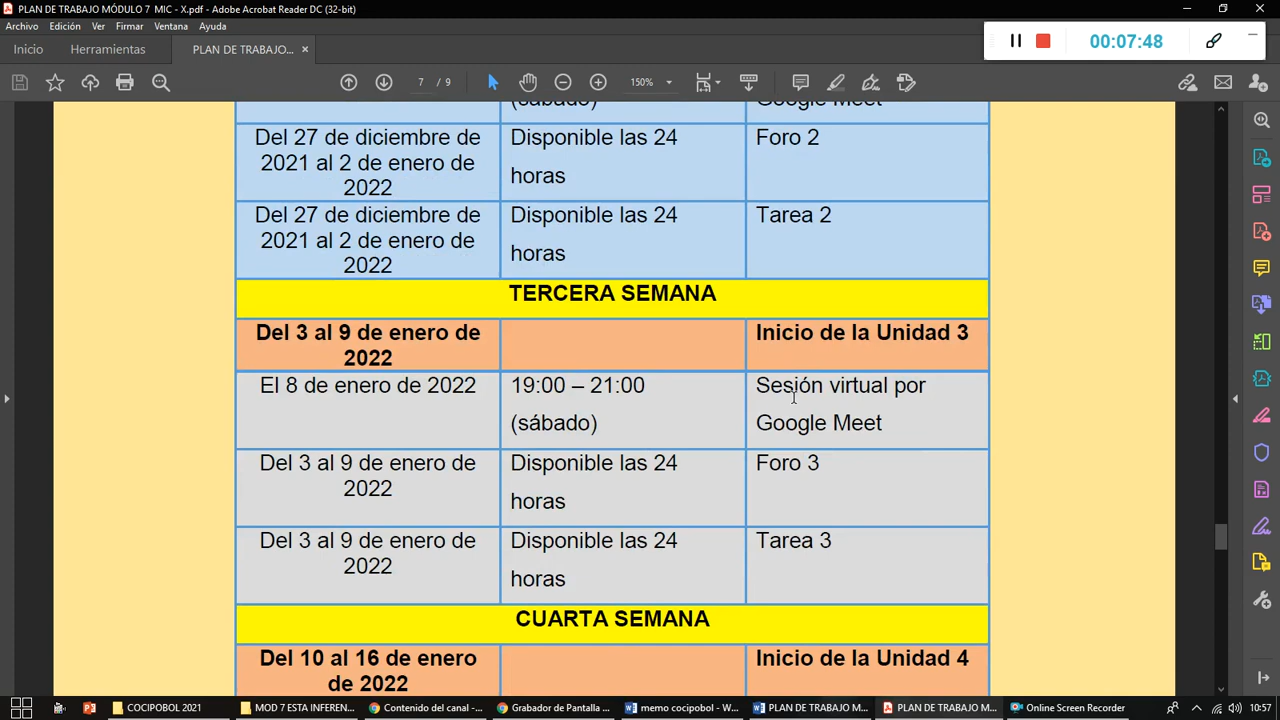 PLAN DE TRABAJO MÓDULO 7 MIC - X.pdf - Adobe Acrobat Reader DC (32-bit)
Archivo Edición Ver Firmar Ventana Ayuda
00:07:48
Inicio Herramientas PLAN DE TRABAJO... ×
7 / 9 150%
(sábado) Google Meet
Del 27 de diciembre de 2021 al 2 de enero de 2022
Disponible las 24 horas
Foro 2
Del 27 de diciembre de 2021 al 2 de enero de 2022
Disponible las 24 horas
Tarea 2
TERCERA SEMANA
Del 3 al 9 de enero de 2022
Inicio de la Unidad 3
El 8 de enero de 2022
19:00 – 21:00 (sábado)
Sesión virtual por Google Meet
Del 3 al 9 de enero de 2022
Disponible las 24 horas
Foro 3
Del 3 al 9 de enero de 2022
Disponible las 24 horas
Tarea 3
CUARTA SEMANA
Del 10 al 16 de enero de 2022
Inicio de la Unidad 4
COCIPOBOL 2021 MOD 7 ESTA INFEREN... Contenido del canal -... Grabador de Pantalla ... memo cocipobol - W... PLAN DE TRABAJO M... PLAN DE TRABAJO M... Online Screen Recorder 10:57